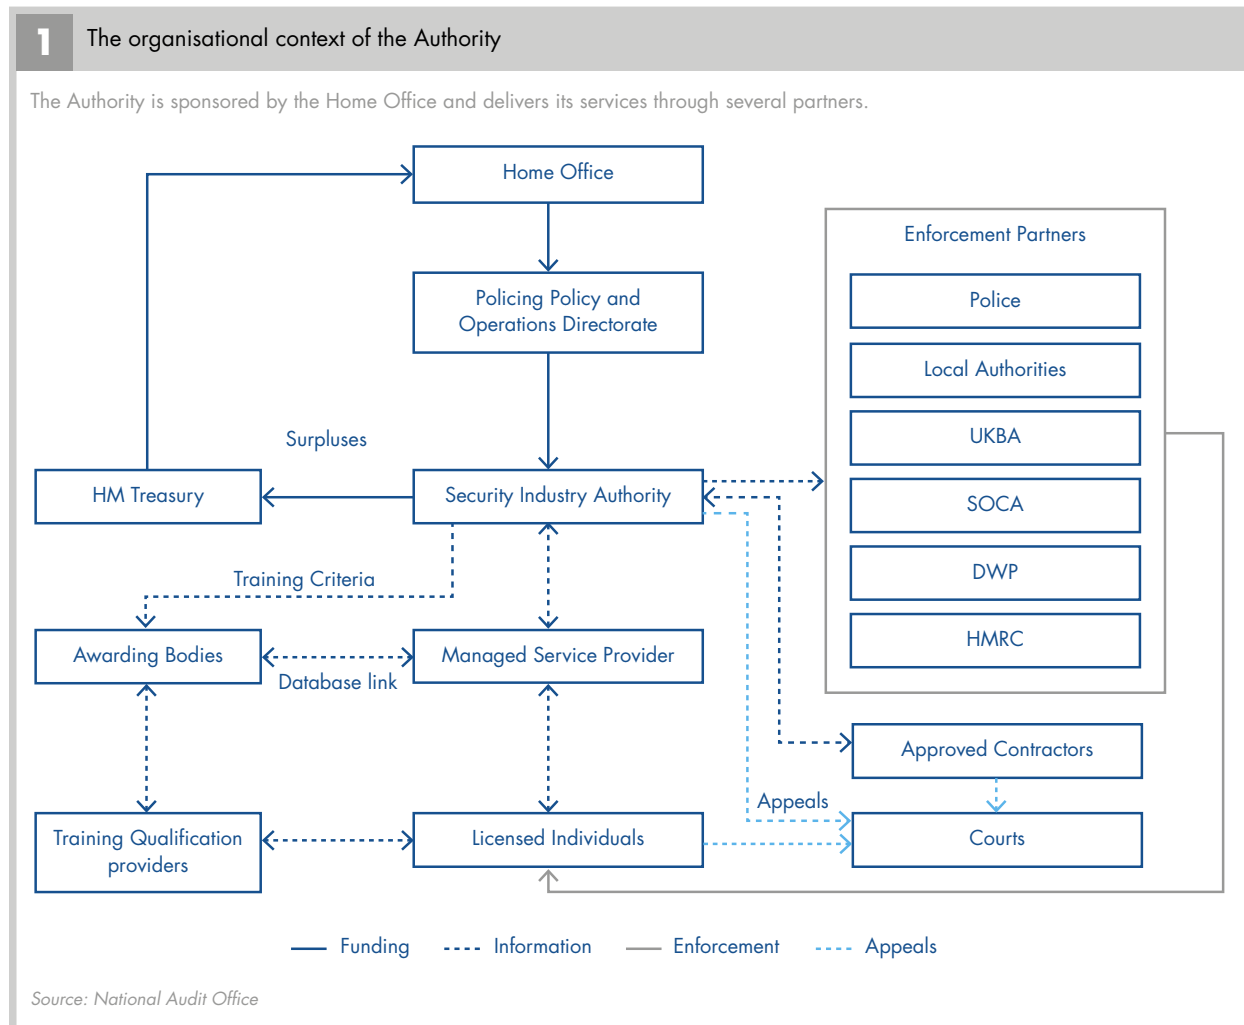 1
The organisational context of the Authority
The Authority is sponsored by the Home Office and delivers its services through several partners.
Home Office
Enforcement Partners
Policing Policy and
Operations Directorate
Police
Local Authorities
UKBA
Surpluses
HM Treasury
Security Industry Authority
SOCA
DWP
Training Criteria
HMRC
Awarding Bodies
Managed Service Provider
Database link
Approved Contractors
Appeals
Training Qualification
providers
Licensed Individuals
Courts
Funding
Information
Enforcement
Appeals
Source: National Audit Office